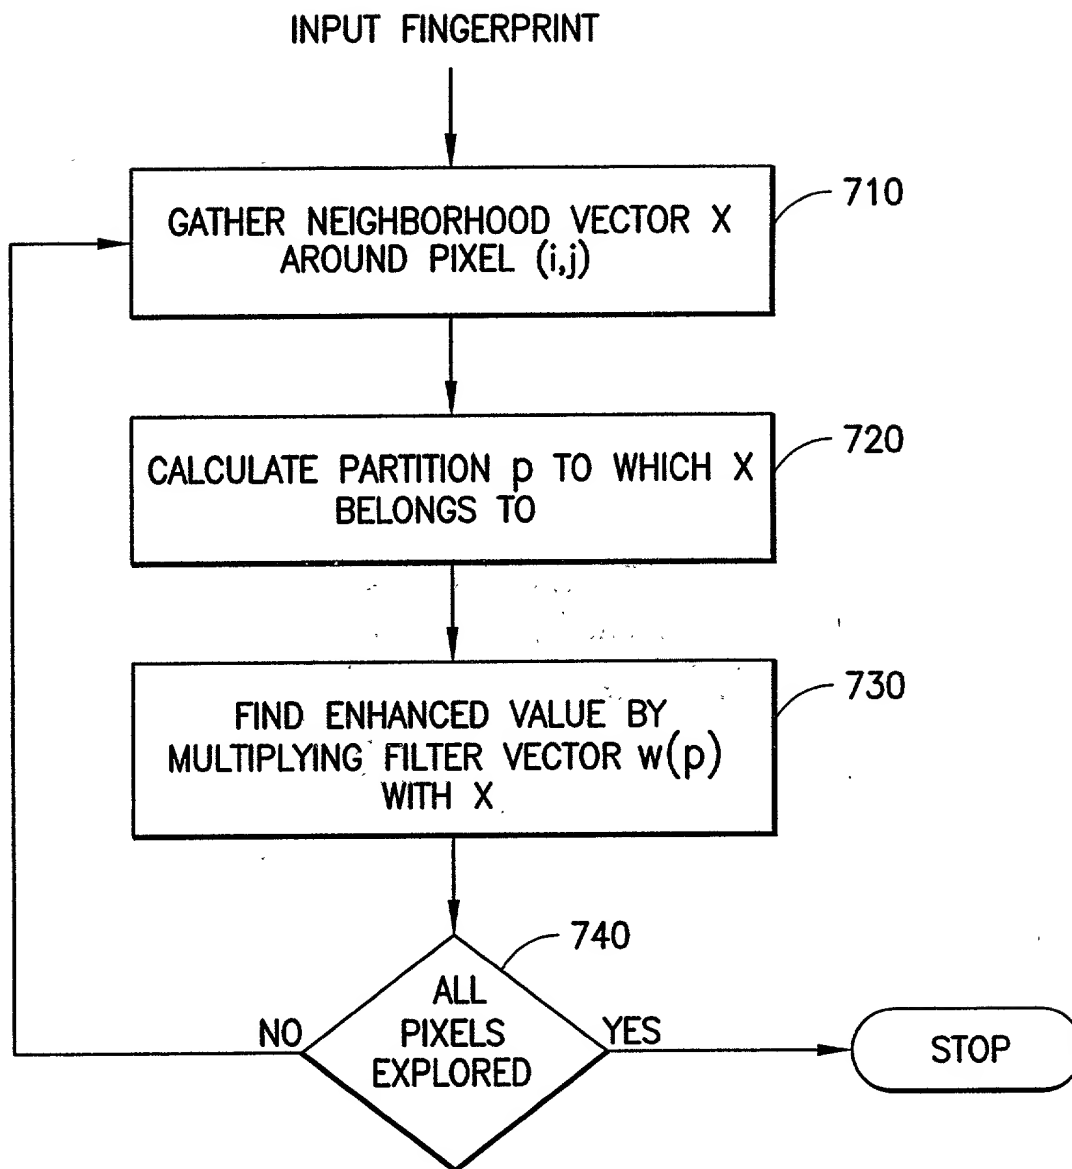 INPUT FINGERPRINT
GATHER NEIGHBORHOOD VECTOR X
AROUND PIXEL (i,j)
710
CALCULATE PARTITION p TO WHICH X
BELONGS TO
720
FIND ENHANCED VALUE BY
MULTIPLYING FILTER VECTOR w(p)
WITH X
730
740
ALL
PIXELS
EXPLORED
NO
YES
STOP